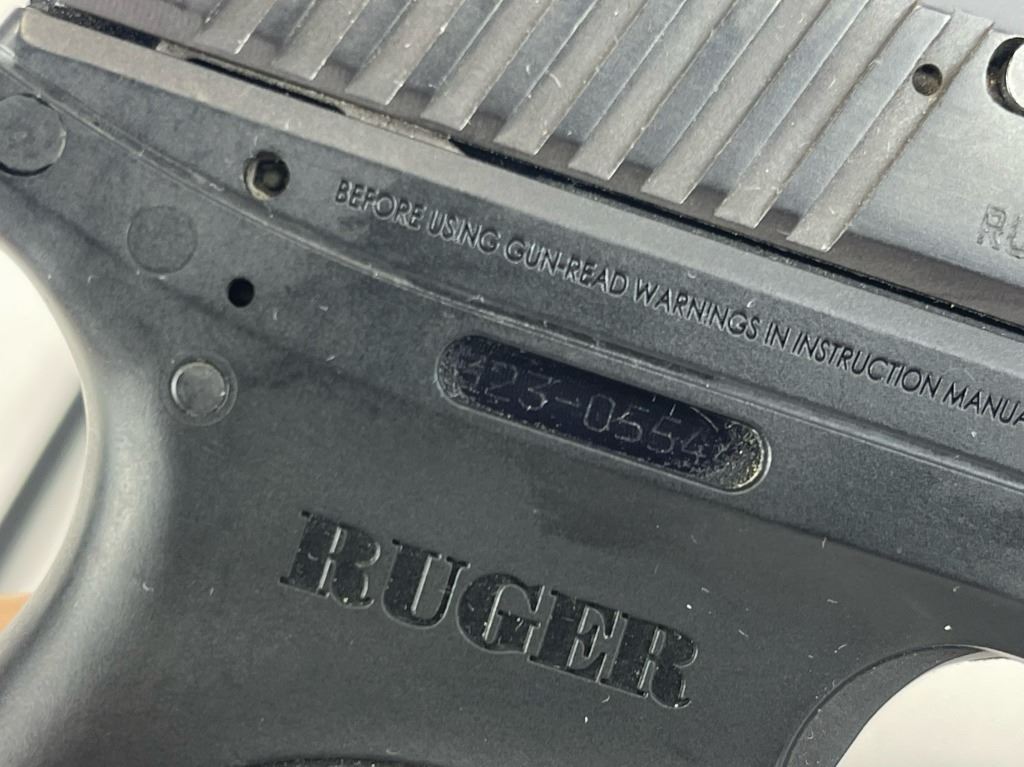 BEFORE USING GUN-READ WARNINGS IN INSTRUCTION MANUA
423-0554
RUGER